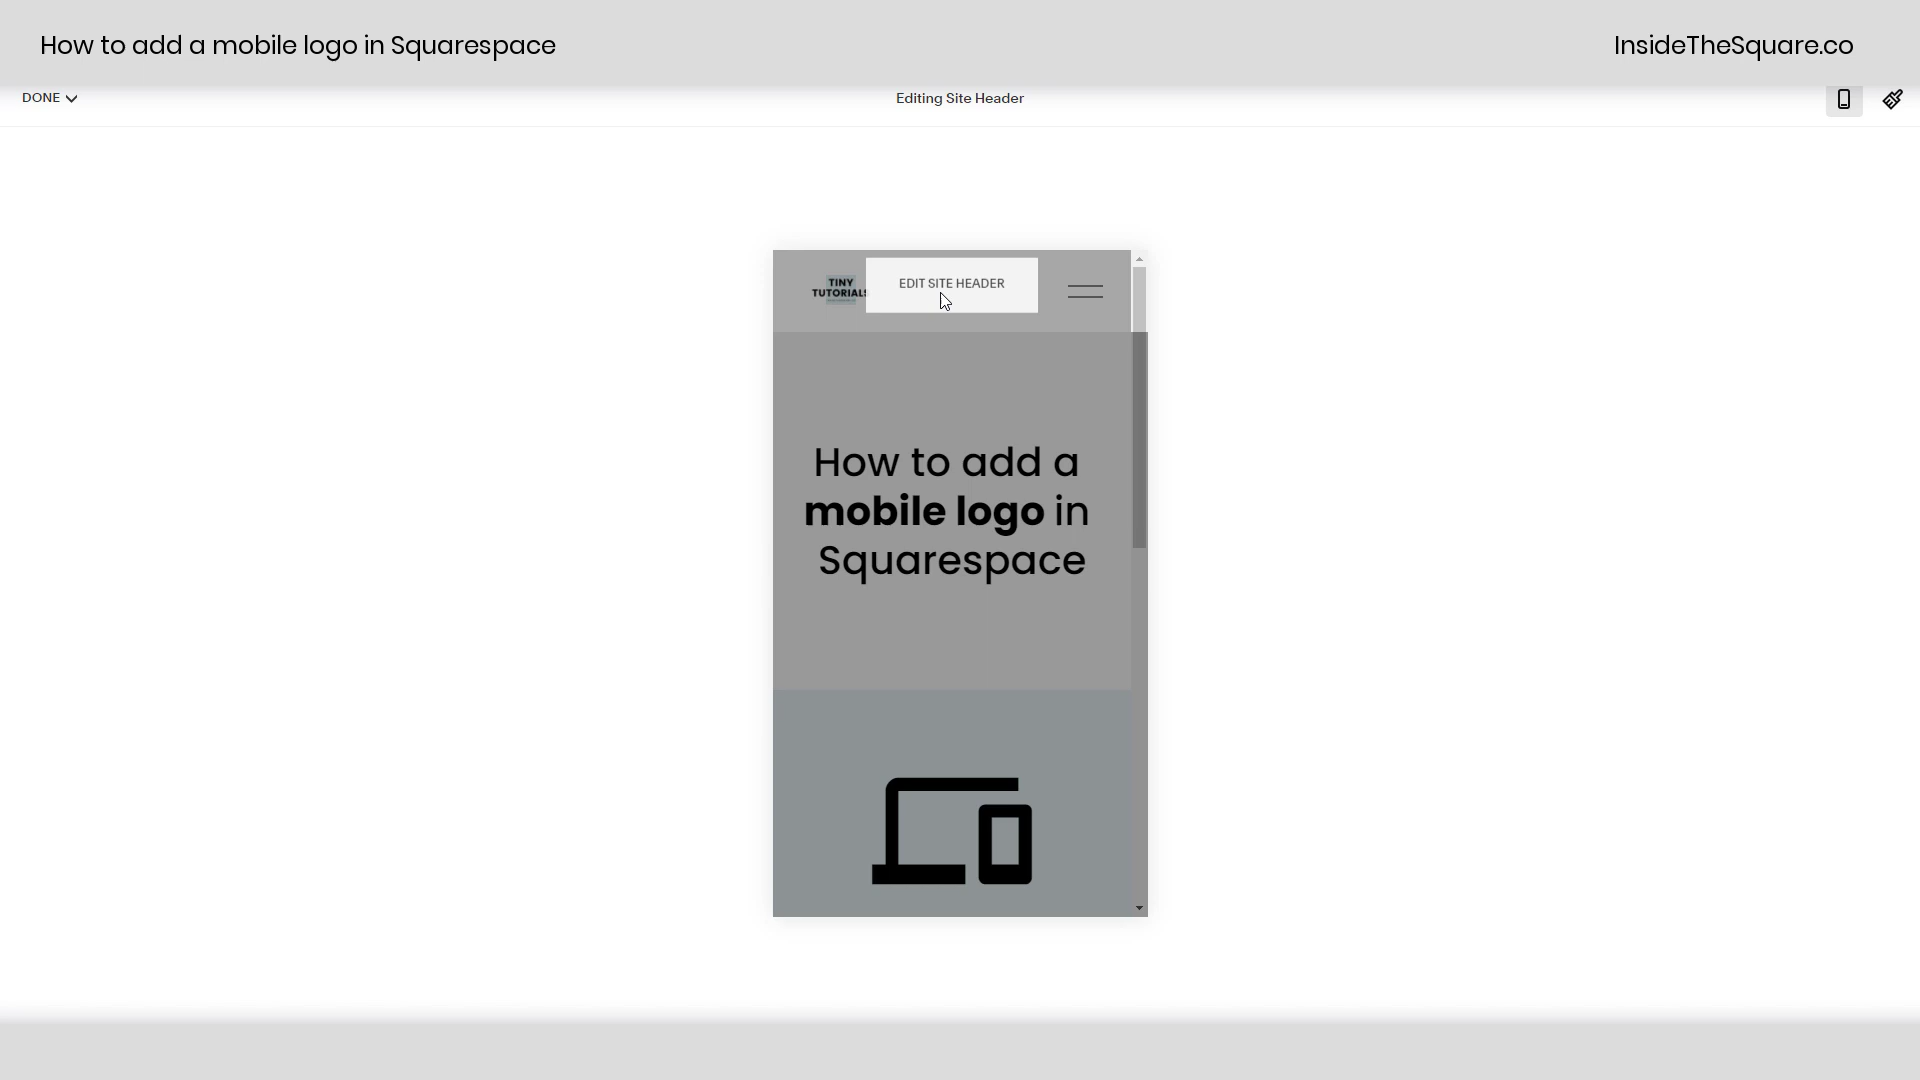 How to add a mobile logo in Squarespace
InsideTheSquare.co
DONE
Editing Site Header
TINY
TUTORIALS
EDIT SITE HEADER
How to add a
mobile logo in
Squarespace